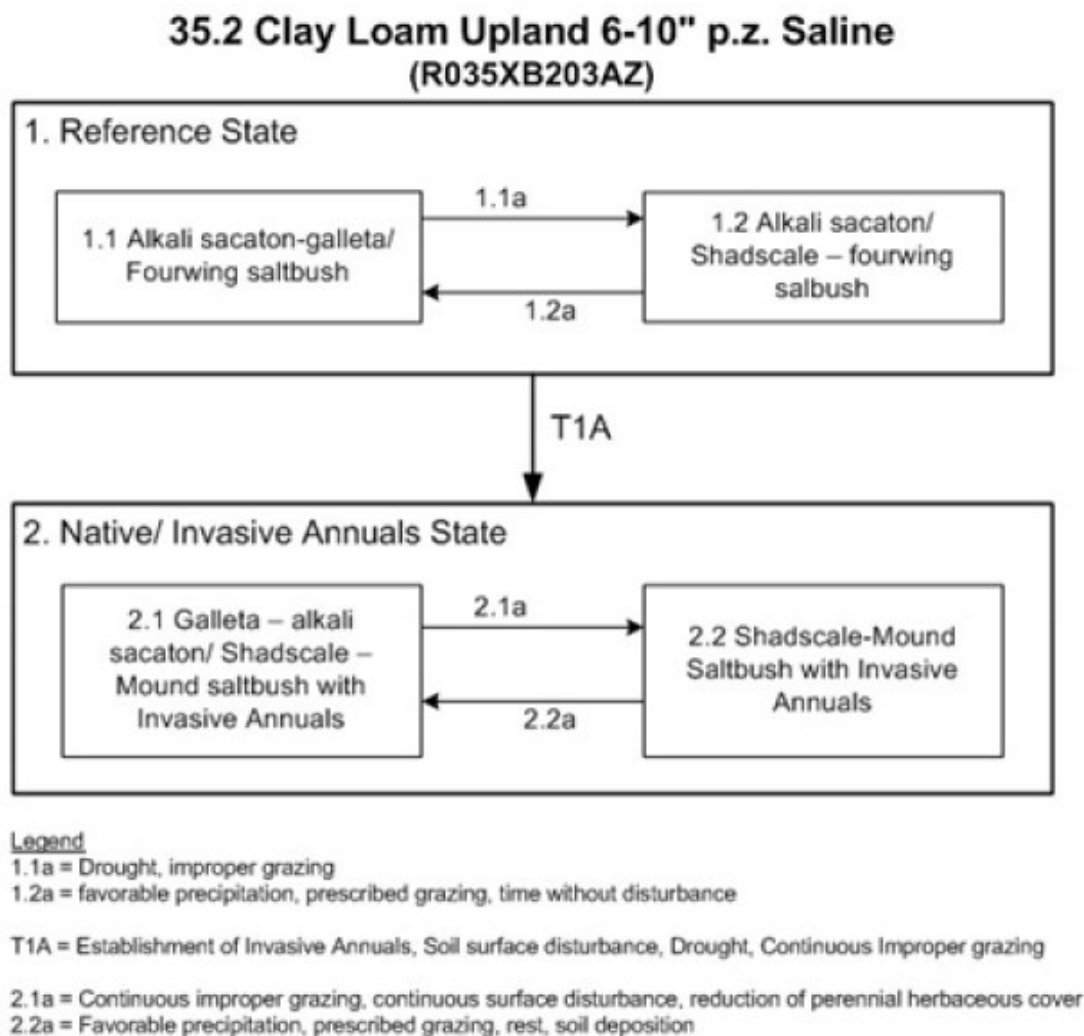 35.2 Clay Loam Upland 6-10" p.z. Saline
(R035XB203AZ)
1. Reference State
1.1 Alkali sacaton-galleta/
Fourwing saltbush
1.1a
1.2a
1.2 Alkali sacaton/
Shadscale – fourwing
salbush
T1A
2. Native/ Invasive Annuals State
2.1 Galleta – alkali
sacaton/ Shadscale –
Mound saltbush with
Invasive Annuals
2.1a
2.2a
2.2 Shadscale-Mound
Saltbush with Invasive
Annuals
Legend
1.1a = Drought, improper grazing
1.2a = favorable precipitation, prescribed grazing, time without disturbance
T1A = Establishment of Invasive Annuals, Soil surface disturbance, Drought, Continuous Improper grazing
2.1a = Continuous improper grazing, continuous surface disturbance, reduction of perennial herbaceous cover
2.2a = Favorable precipitation, prescribed grazing, rest, soil deposition